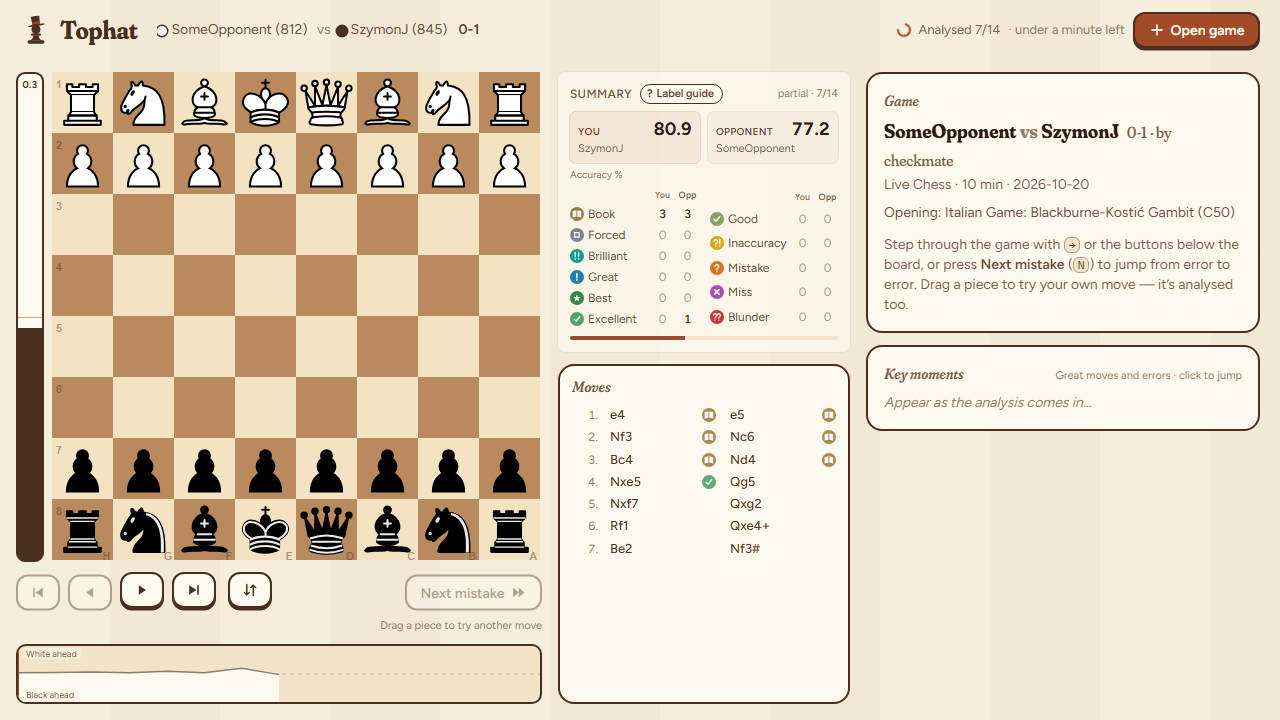 Tophat
SomeOpponent (812) vs SzymonJ (845) 0-1
Analysed 7/14 · under a minute left
+ Open game
0.3
1
2
3
4
5
6
7
8
H G F E D C B A
Next mistake
Drag a piece to try another move
White ahead
Black ahead
SUMMARY
? Label guide
partial · 7/14
YOU 80.9
SzymonJ
OPPONENT 77.2
SomeOpponent
Accuracy %
You Opp
Book 3 3
Forced 0 0
Brilliant 0 0
Great 0 0
Best 0 0
Excellent 0 1
You Opp
Good 0 0
Inaccuracy 0 0
Mistake 0 0
Miss 0 0
Blunder 0 0
Moves
1. e4 e5
2. Nf3 Nc6
3. Bc4 Nd4
4. Nxe5 Qg5
5. Nxf7 Qxg2
6. Rf1 Qxe4+
7. Be2 Nf3#
Game
SomeOpponent vs SzymonJ 0-1 · by
checkmate
Live Chess · 10 min · 2026-10-20
Opening: Italian Game: Blackburne-Kostić Gambit (C50)
Step through the game with → or the buttons below the
board, or press Next mistake (N) to jump from error to
error. Drag a piece to try your own move — it's analysed
too.
Key moments
Great moves and errors · click to jump
Appear as the analysis comes in…